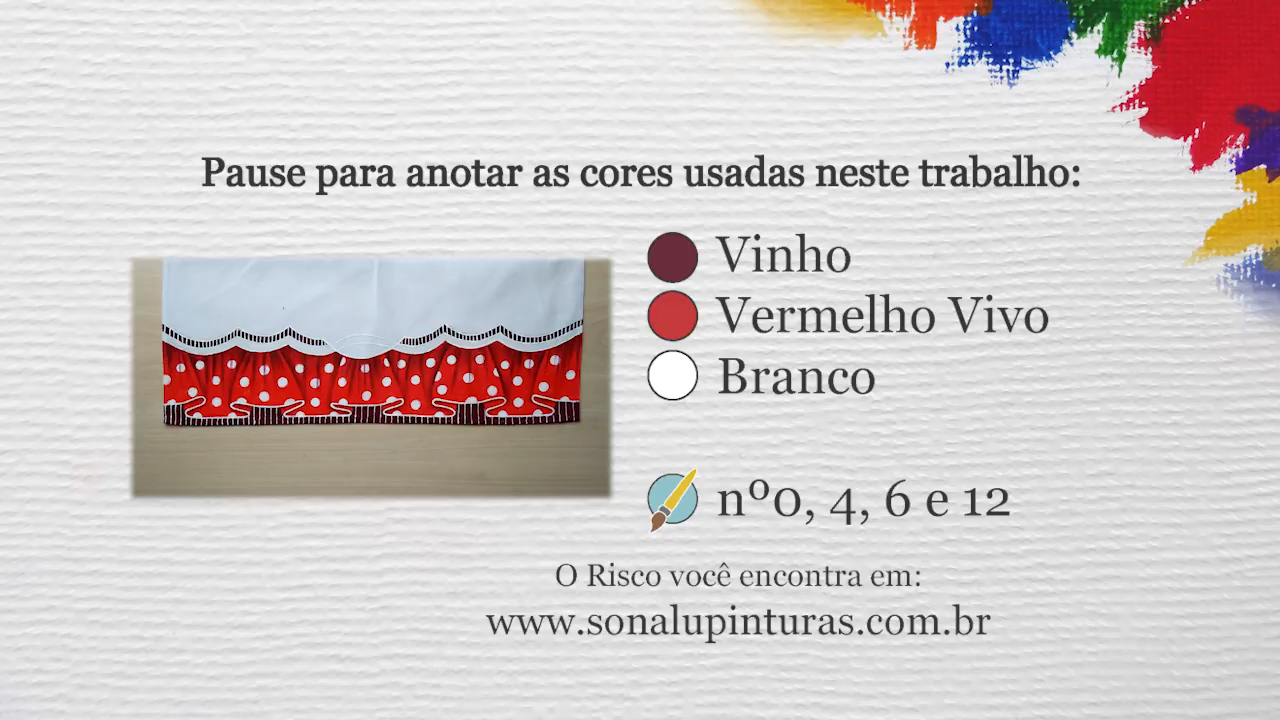 Pause para anotar as cores usadas neste trabalho:
Vinho
Vermelho Vivo
Branco
nº0, 4, 6 e 12
O Risco você encontra em:
www.sonalupinturas.com.br